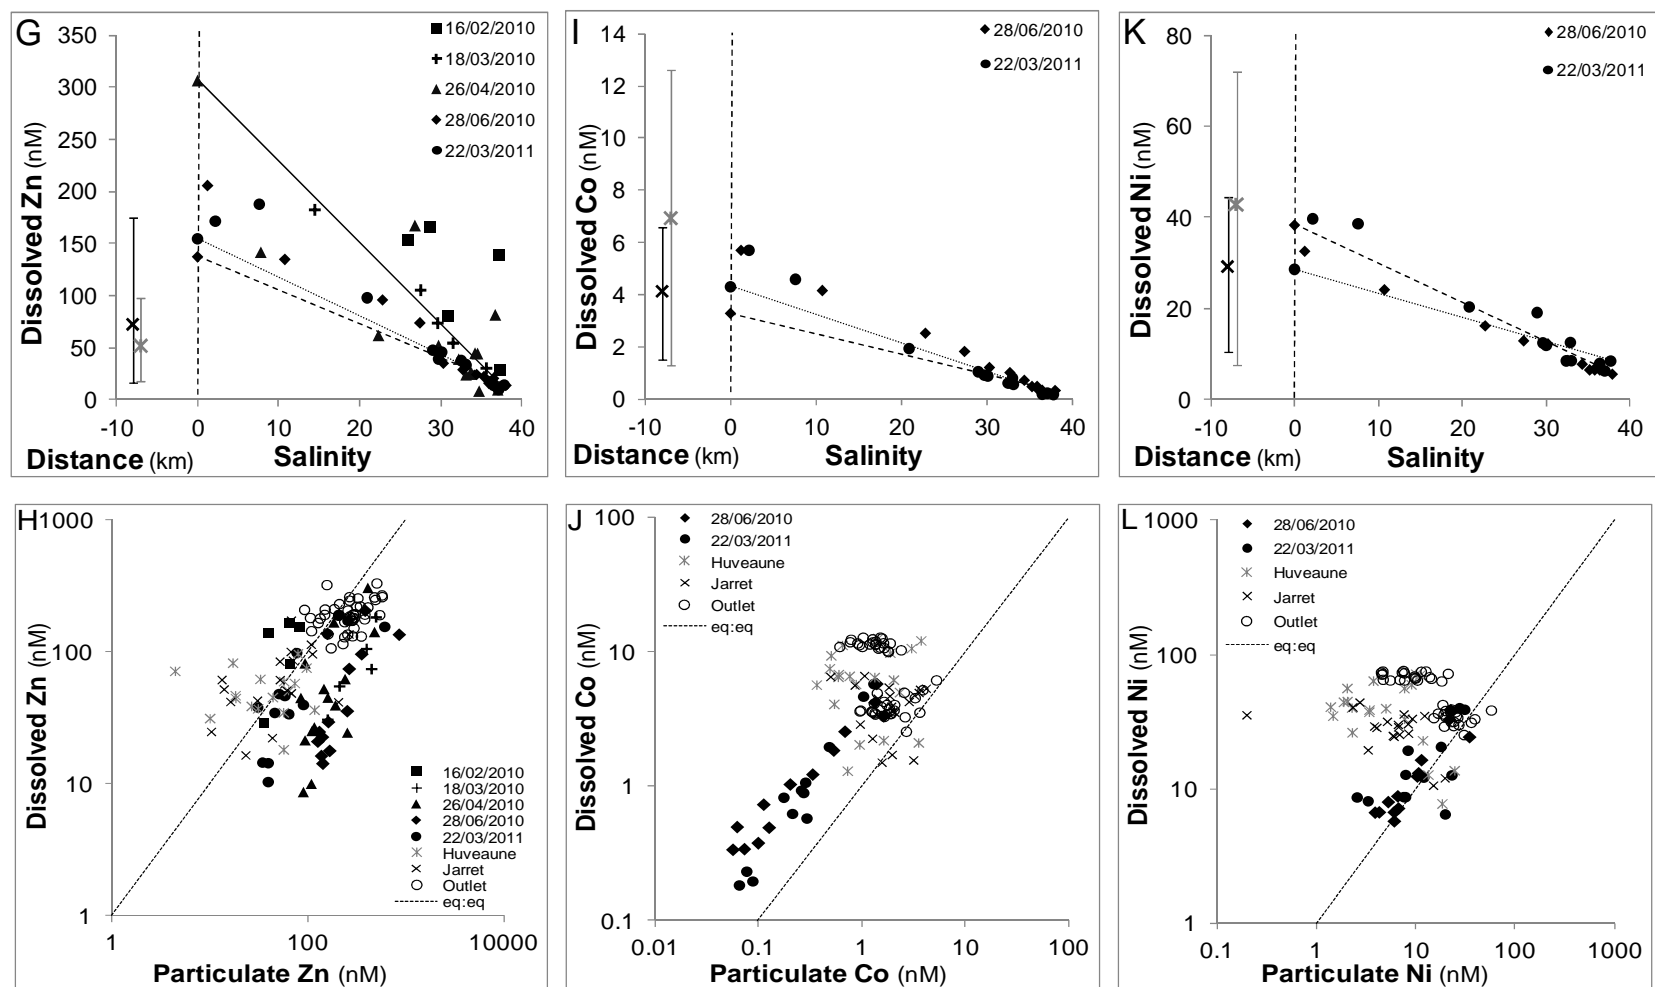 G
350
300
250
200
150
100
50
0
Dissolved Zn (nM)
-10 0 10 20 30 40
Distance (km) Salinity
16/02/2010
18/03/2010
26/04/2010
28/06/2010
22/03/2011
I
14
12
10
8
6
4
2
0
Dissolved Co (nM)
-10 0 10 20 30 40
Distance (km) Salinity
28/06/2010
22/03/2011
K
80
60
40
20
0
Dissolved Ni (nM)
-10 0 10 20 30 40
Distance (km) Salinity
28/06/2010
22/03/2011
H
1000
100
10
1
Dissolved Zn (nM)
1 100 10000
Particulate Zn (nM)
16/02/2010
18/03/2010
26/04/2010
28/06/2010
22/03/2011
Huveaune
Jarret
Outlet
eq:eq
J
100
10
1
0.1
Dissolved Co (nM)
0.01 0.1 1 10 100
Particulate Co (nM)
28/06/2010
22/03/2011
Huveaune
Jarret
Outlet
eq:eq
L
1000
100
10
1
Dissolved Ni (nM)
0.1 1 10 100 1000
Particulate Ni (nM)
28/06/2010
22/03/2011
Huveaune
Jarret
Outlet
eq:eq